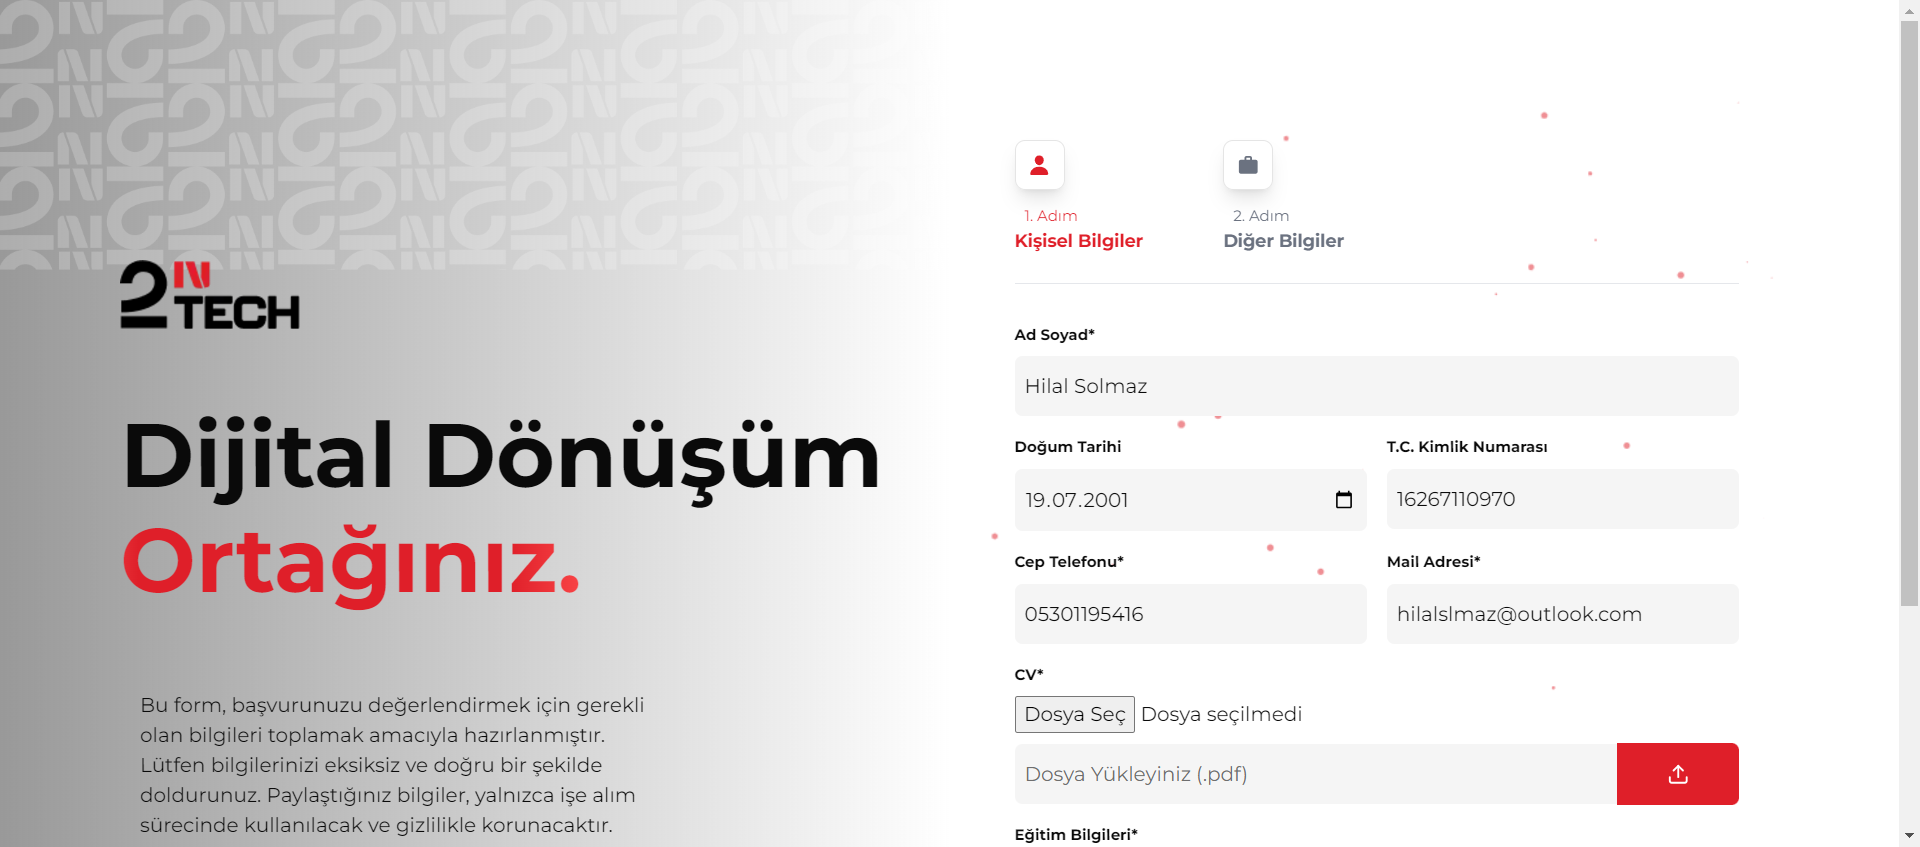 2N TECH
Dijital Dönüşüm
Ortağınız.
Bu form, başvurunuzu değerlendirmek için gerekli
olan bilgileri toplamak amacıyla hazırlanmıştır.
Lütfen bilgilerinizi eksiksiz ve doğru bir şekilde
doldurunuz. Paylaştığınız bilgiler, yalnızca işe alım
sürecinde kullanılacak ve gizlilikle korunacaktır.
1. Adım
Kişisel Bilgiler
2. Adım
Diğer Bilgiler
Ad Soyad*
Hilal Solmaz
Doğum Tarihi
19.07.2001
T.C. Kimlik Numarası
16267110970
Cep Telefonu*
05301195416
Mail Adresi*
hilalslmaz@outlook.com
CV*
Dosya Seç Dosya seçilmedi
Dosya Yükleyiniz (.pdf)
Eğitim Bilgileri*